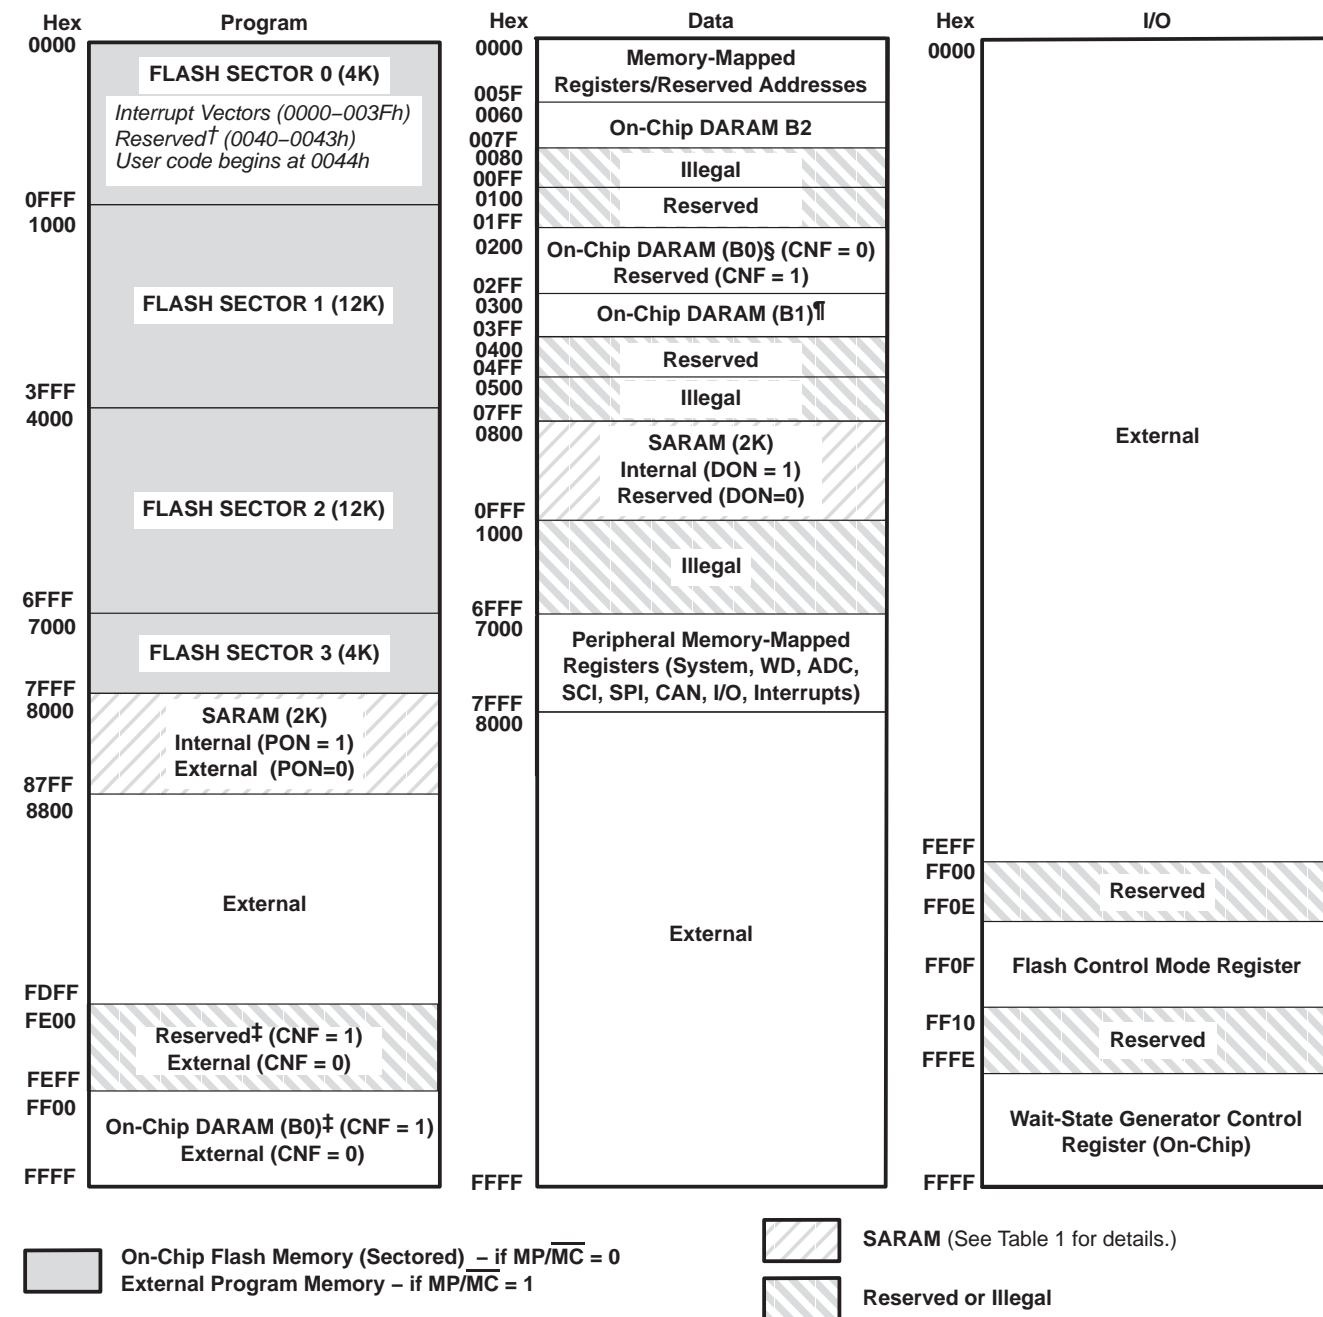 Hex
Program
0000
FLASH SECTOR 0 (4K)
Interrupt Vectors (0000–003Fh)
Reserved† (0040–0043h)
User code begins at 0044h
0FFF
1000
FLASH SECTOR 1 (12K)
3FFF
4000
FLASH SECTOR 2 (12K)
6FFF
7000
FLASH SECTOR 3 (4K)
7FFF
8000
SARAM (2K)
Internal (PON = 1)
External (PON=0)
87FF
8800
External
FDFF
FE00
Reserved‡ (CNF = 1)
External (CNF = 0)
FEFF
FF00
On-Chip DARAM (B0)‡ (CNF = 1)
External (CNF = 0)
FFFF
Hex
Data
0000
Memory-Mapped
Registers/Reserved Addresses
005F
0060
On-Chip DARAM B2
007F
0080
Illegal
00FF
0100
Reserved
01FF
0200
On-Chip DARAM (B0)§ (CNF = 0)
Reserved (CNF = 1)
02FF
0300
On-Chip DARAM (B1)¶
03FF
0400
Reserved
04FF
0500
Illegal
07FF
0800
SARAM (2K)
Internal (DON = 1)
Reserved (DON=0)
0FFF
1000
Illegal
6FFF
7000
Peripheral Memory-Mapped
Registers (System, WD, ADC,
SCI, SPI, CAN, I/O, Interrupts)
7FFF
8000
External
FFFF
Hex
I/O
0000
External
FEFF
FF00
Reserved
FF0E
FF0F
Flash Control Mode Register
FF10
Reserved
FFFE
Wait-State Generator Control
Register (On-Chip)
FFFF
On-Chip Flash Memory (Sectored) – if MP/M̅C̅ = 0
External Program Memory – if MP/M̅C̅ = 1
SARAM (See Table 1 for details.)
Reserved or Illegal